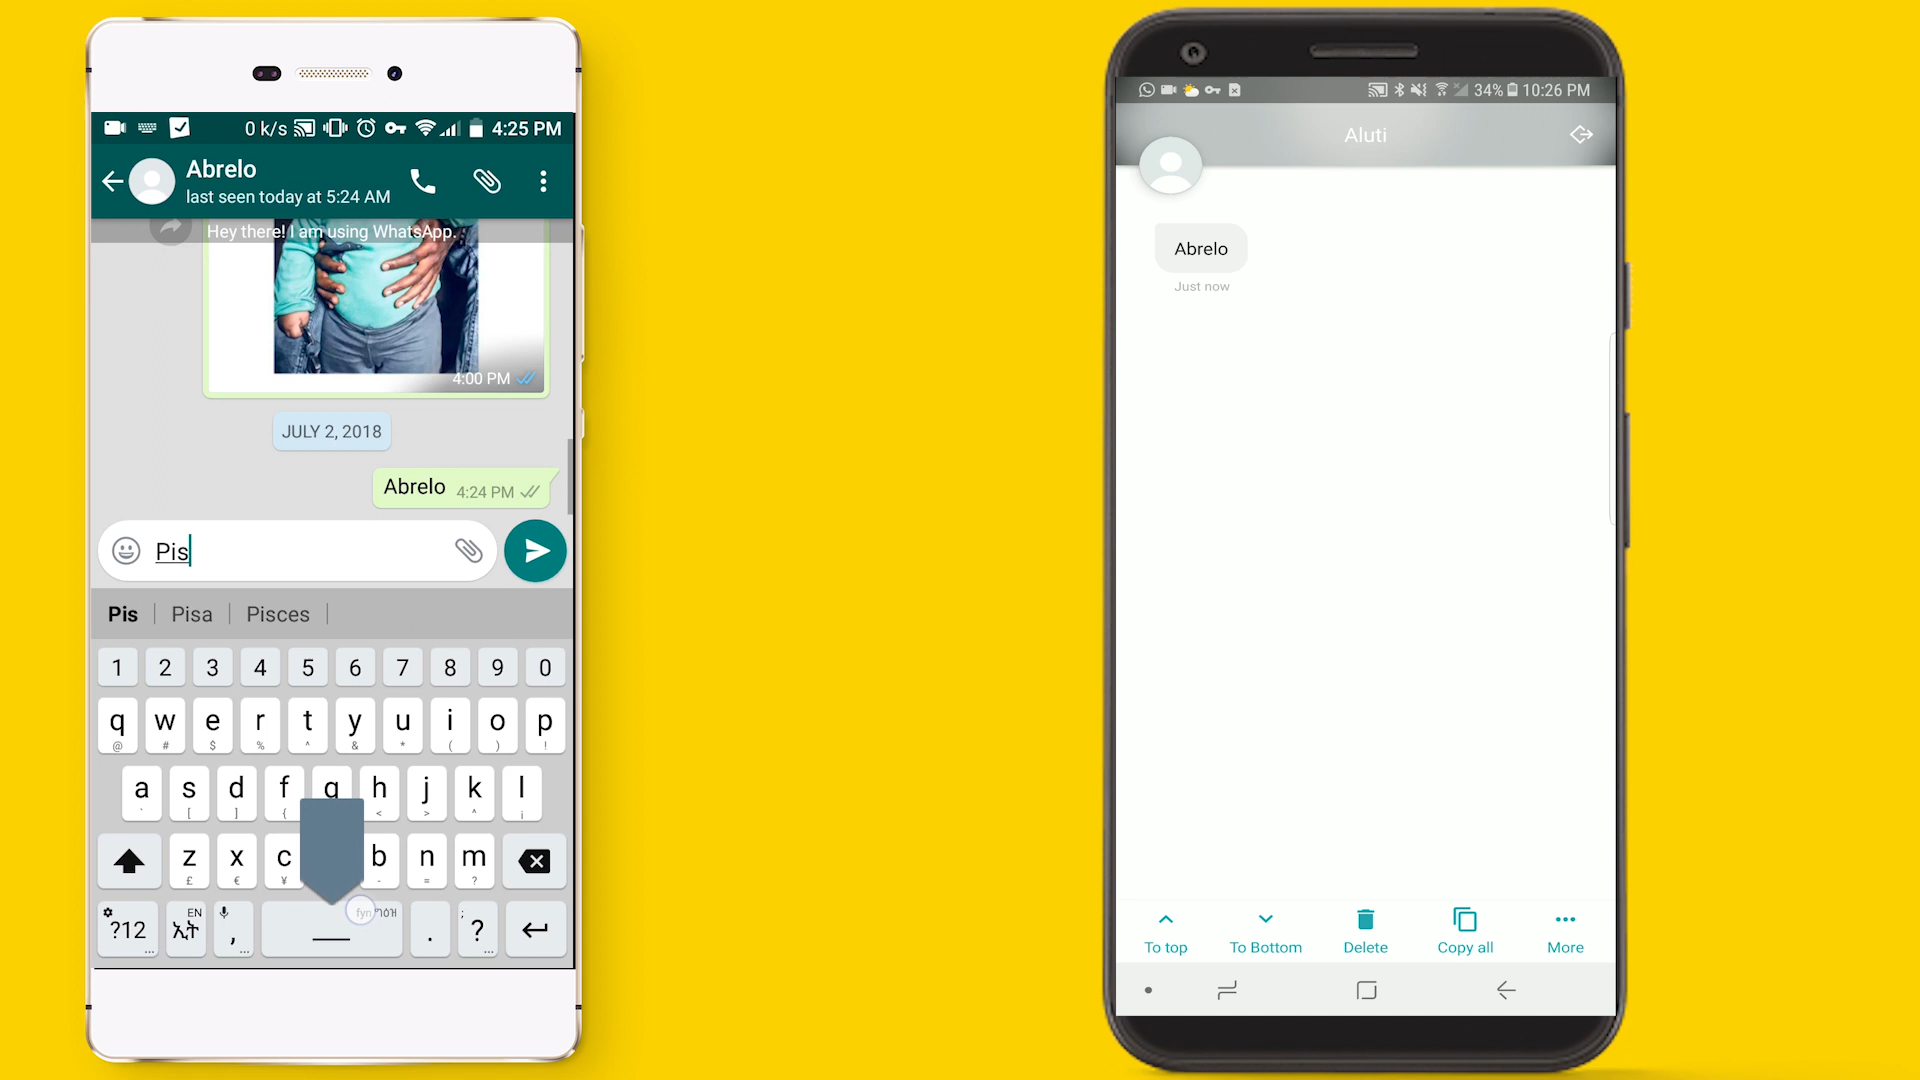 0 k/s 4:25 PM
Abrelo
last seen today at 5:24 AM
Hey there! I am using WhatsApp.
4:00 PM
JULY 2, 2018
Abrelo 4:24 PM
Pis
Pis Pisa Pisces
1 2 3 4 5 6 7 8 9 0
q w e r t y u i o p
@ # $ % ^ & * ( ) !
a s d f g h j k l
z x c b n m
£ € ¥ - = ?
EN
?12 ኢት , . ; ?
34% 10:26 PM
Aluti
Abrelo
Just now
To top To Bottom Delete Copy all More